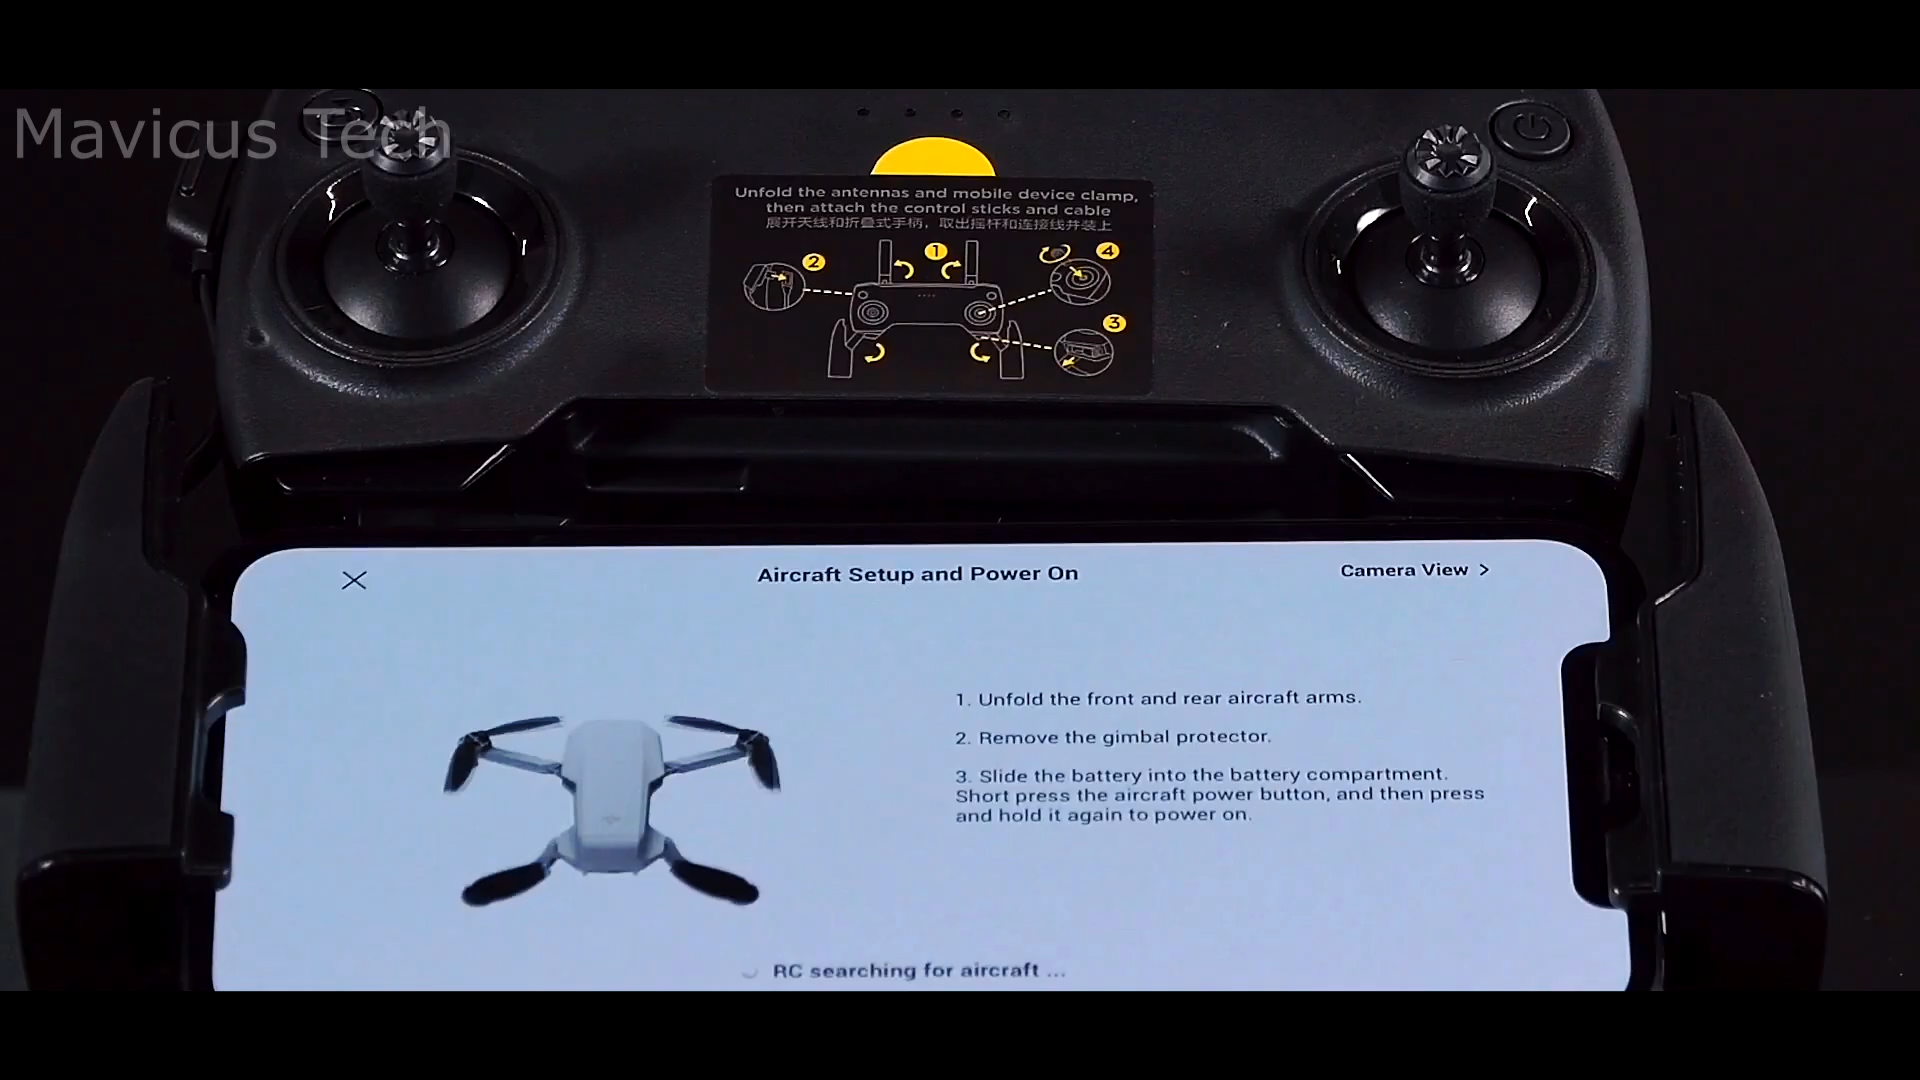 Mavicus Tech
Unfold the antennas and mobile device clamp,
then attach the control sticks and cable
展开天线和折叠式手柄，取出摇杆和连接线并装上
1
2
4
3
Aircraft Setup and Power On
Camera View >
1. Unfold the front and rear aircraft arms.
2. Remove the gimbal protector.
3. Slide the battery into the battery compartment.
Short press the aircraft power button, and then press
and hold it again to power on.
RC searching for aircraft ...